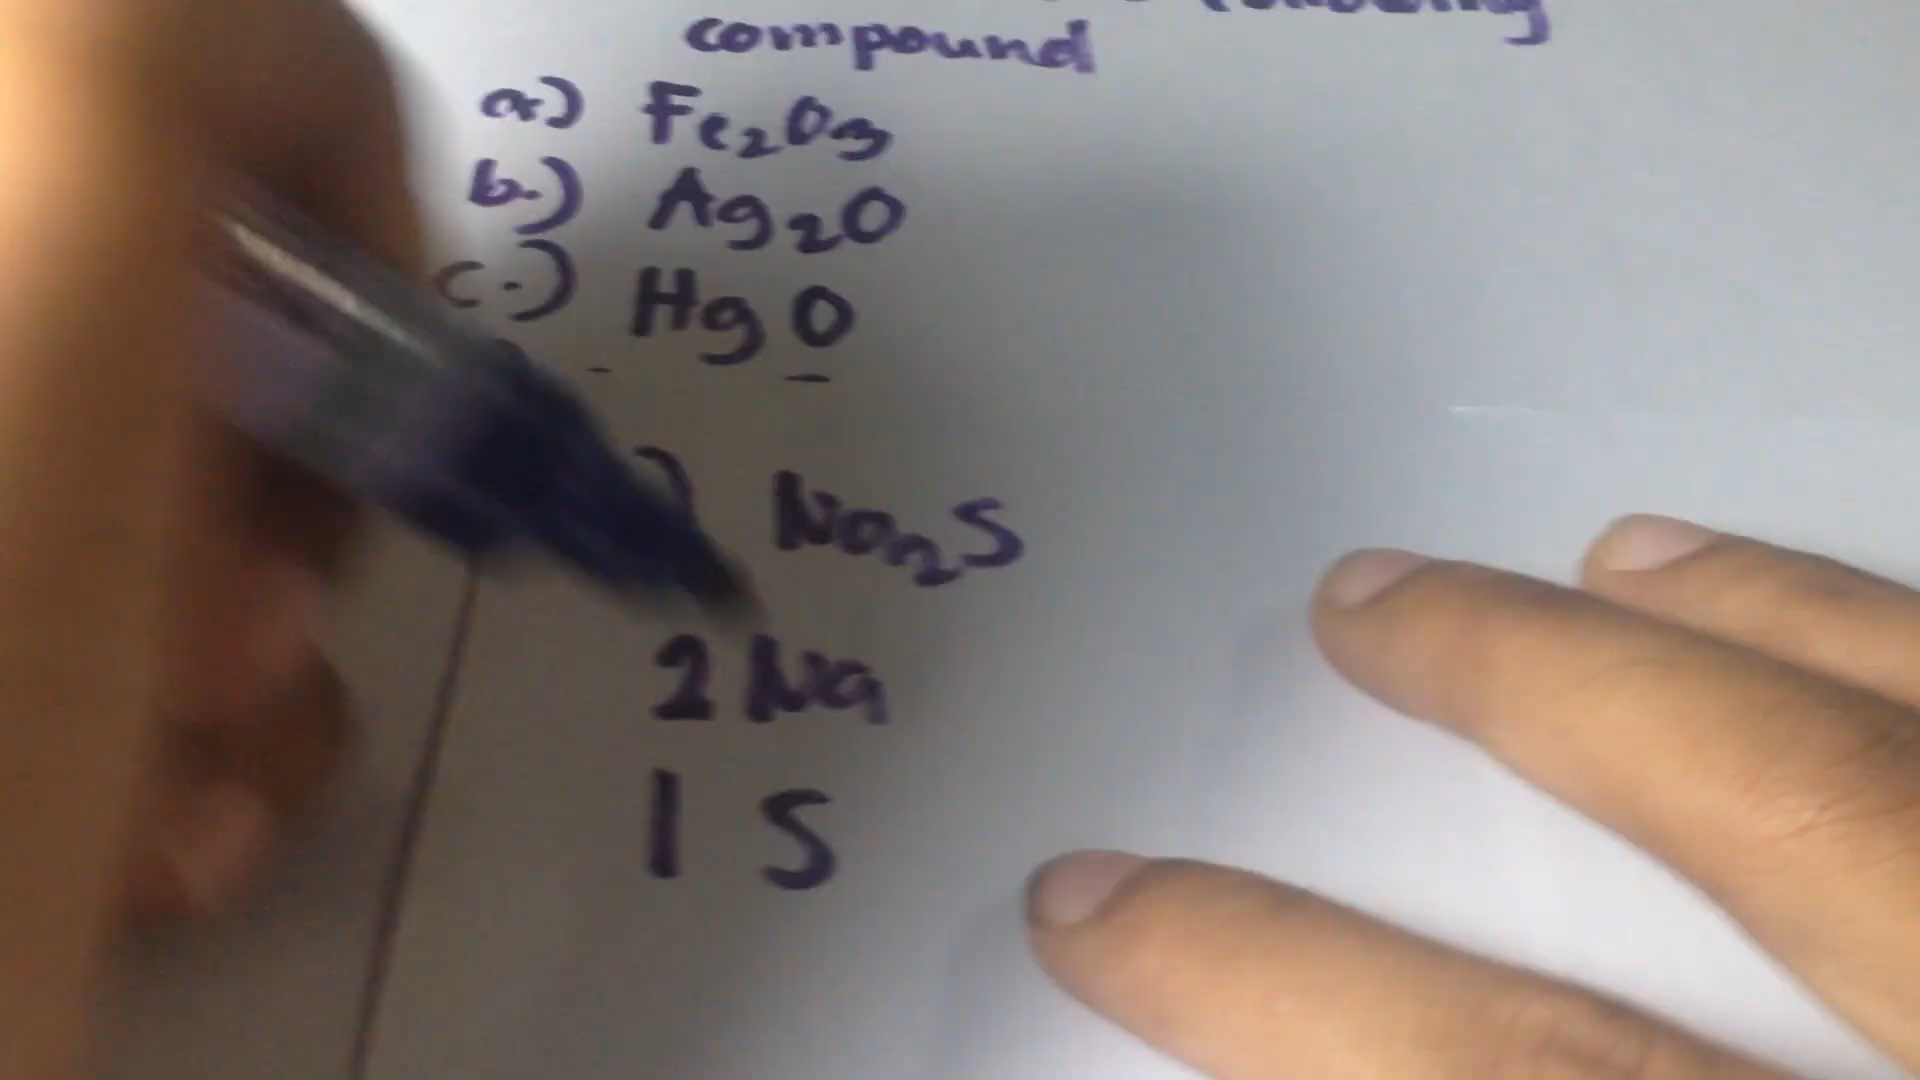 compound
a.) Fe₂O₃
b.) Ag₂O
c.) HgO
) Na₂S
2 Na
1 S